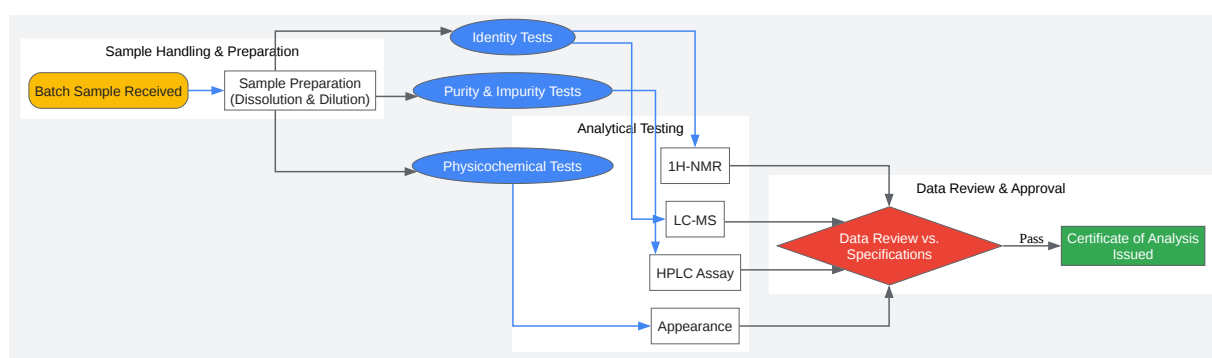 Sample Handling & Preparation
Batch Sample Received
Sample Preparation
(Dissolution & Dilution)
Identity Tests
Purity & Impurity Tests
Physicochemical Tests
Analytical Testing
1H-NMR
LC-MS
HPLC Assay
Appearance
Data Review & Approval
Data Review vs.
Specifications
Pass
Certificate of Analysis
Issued